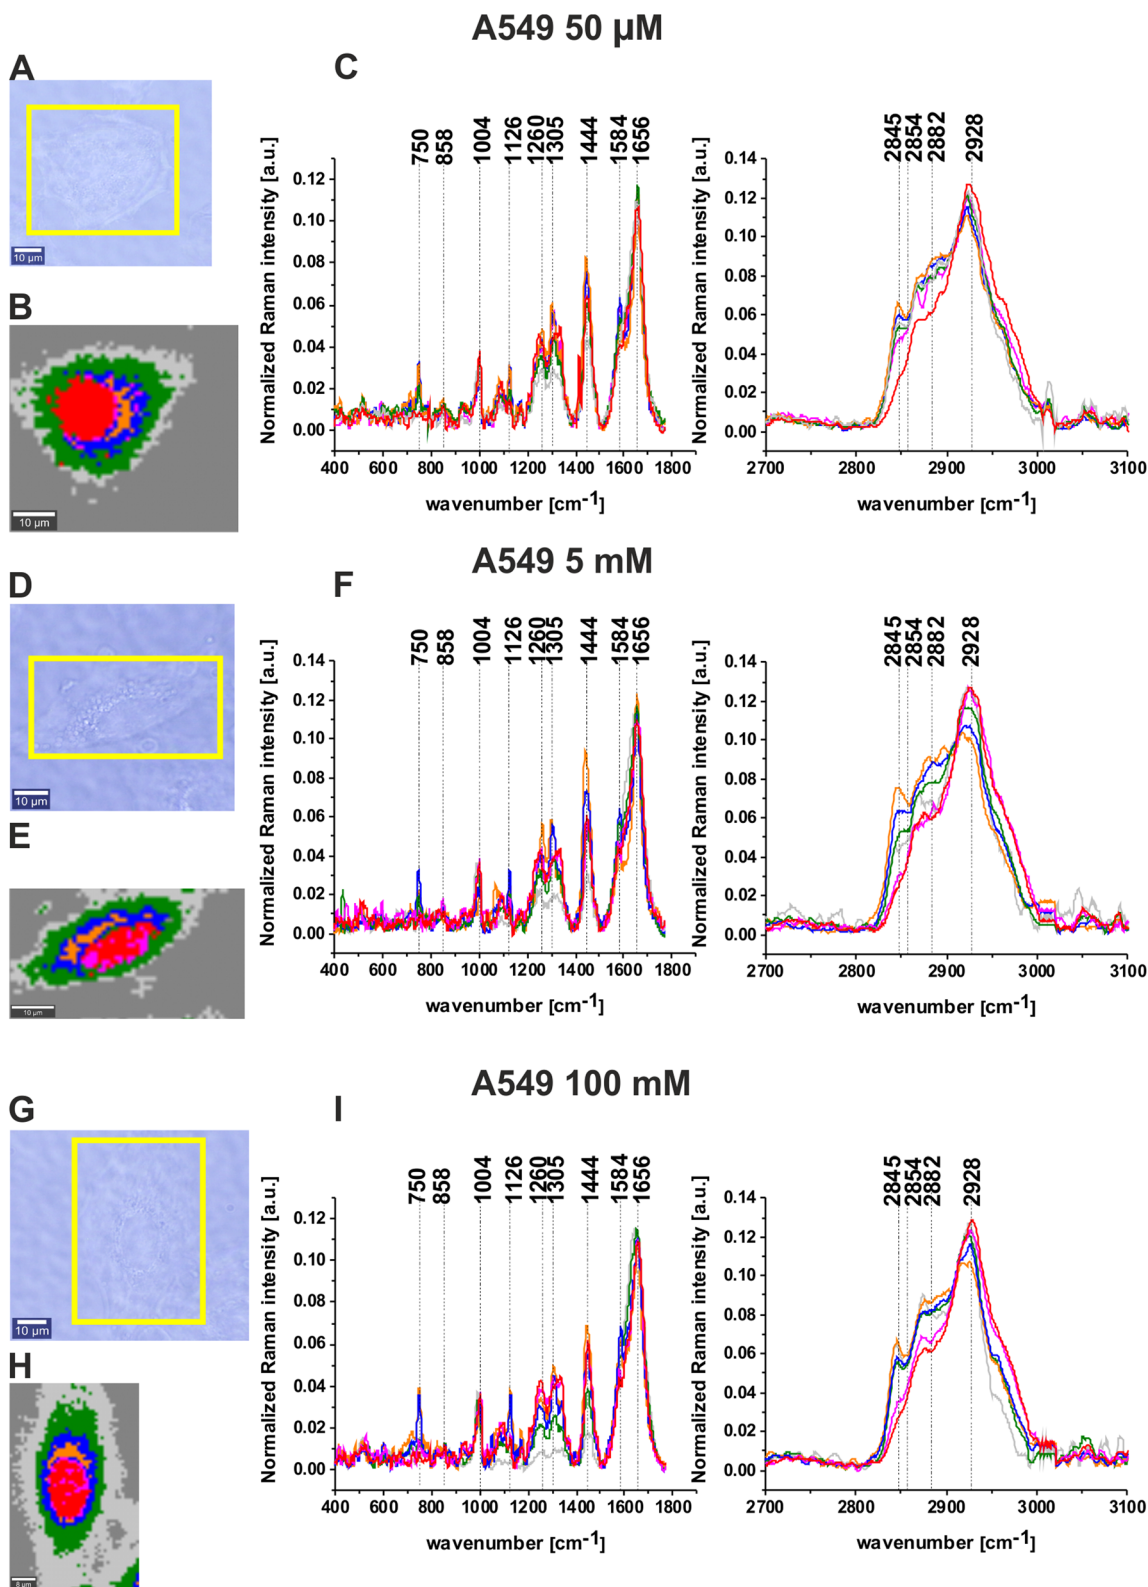 A549 50 µM
A
C
750 858 1004 1126 1260 1305 1444 1584 1656
2845 2854 2882 2928
10 µm
B
10 µm
Normalized Raman intensity [a.u.]
0.12
0.10
0.08
0.06
0.04
0.02
0.00
400 600 800 1000 1200 1400 1600 1800
wavenumber [cm-1]
Normalized Raman intensity [a.u.]
0.14
0.12
0.10
0.08
0.06
0.04
0.02
0.00
2700 2800 2900 3000 3100
wavenumber [cm-1]
A549 5 mM
D
F
750 858 1004 1126 1260 1305 1444 1584 1656
2845 2854 2882 2928
10 µm
E
10 µm
Normalized Raman intensity [a.u.]
0.14
0.12
0.10
0.08
0.06
0.04
0.02
0.00
400 600 800 1000 1200 1400 1600 1800
wavenumber [cm-1]
Normalized Raman intensity [a.u.]
0.14
0.12
0.10
0.08
0.06
0.04
0.02
0.00
2700 2800 2900 3000 3100
wavenumber [cm-1]
A549 100 mM
G
I
750 858 1004 1126 1260 1305 1444 1584 1656
2845 2854 2882 2928
10 µm
H
8 µm
Normalized Raman intensity [a.u.]
0.12
0.10
0.08
0.06
0.04
0.02
0.00
400 600 800 1000 1200 1400 1600 1800
wavenumber [cm-1]
Normalized Raman intensity [a.u.]
0.14
0.12
0.10
0.08
0.06
0.04
0.02
0.00
2700 2800 2900 3000 3100
wavenumber [cm-1]